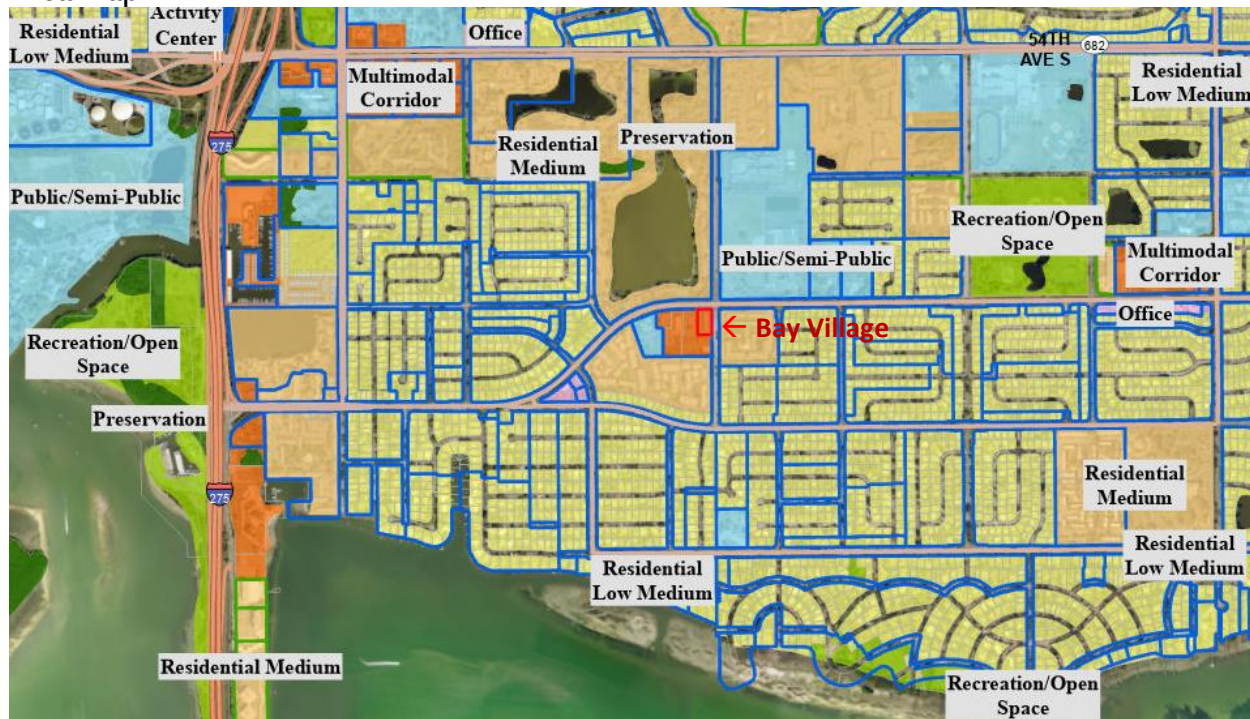 Residential
Low Medium
Activity
Center
Office
54TH
AVE S
682
Multimodal
Corridor
Residential
Low Medium
275
Residential
Medium
Preservation
Public/Semi-Public
Recreation/Open
Space
Public/Semi-Public
Multimodal
Corridor
Office
← Bay Village
Recreation/Open
Space
Preservation
275
Residential
Medium
Residential
Low Medium
Residential
Low Medium
Residential Medium
Recreation/Open
Space